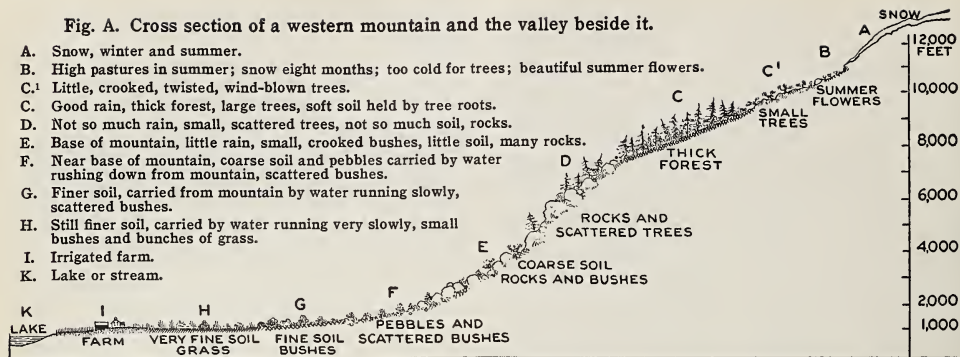 Fig. A. Cross section of a western mountain and the valley beside it.
A. Snow, winter and summer.
B. High pastures in summer; snow eight months; too cold for trees; beautiful summer flowers.
C.¹ Little, crooked, twisted, wind-blown trees.
C. Good rain, thick forest, large trees, soft soil held by tree roots.
D. Not so much rain, small, scattered trees, not so much soil, rocks.
E. Base of mountain, little rain, small, crooked bushes, little soil, many rocks.
F. Near base of mountain, coarse soil and pebbles carried by water
rushing down from mountain, scattered bushes.
G. Finer soil, carried from mountain by water running slowly,
scattered bushes.
H. Still finer soil, carried by water running very slowly, small
bushes and bunches of grass.
I. Irrigated farm.
K. Lake or stream.
SNOW
A
12,000
FEET
B
C¹
SUMMER
FLOWERS
10,000
C
SMALL
TREES
8,000
THICK
FOREST
D
6,000
ROCKS AND
SCATTERED TREES
E
4,000
COARSE SOIL
ROCKS AND BUSHES
F
2,000
K
I
H
G
1,000
LAKE
FARM
VERY FINE SOIL
GRASS
FINE SOIL
BUSHES
PEBBLES AND
SCATTERED BUSHES